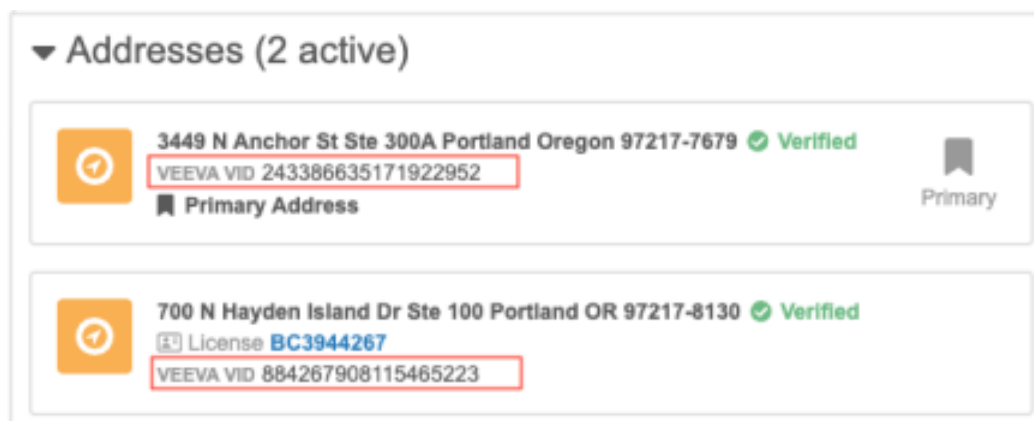 Addresses (2 active)
3449 N Anchor St Ste 300A Portland Oregon 97217-7679 Verified
VEEVA VID 243386635171922952
Primary Address
Primary
700 N Hayden Island Dr Ste 100 Portland OR 97217-8130 Verified
License BC3944267
VEEVA VID 884267908115465223